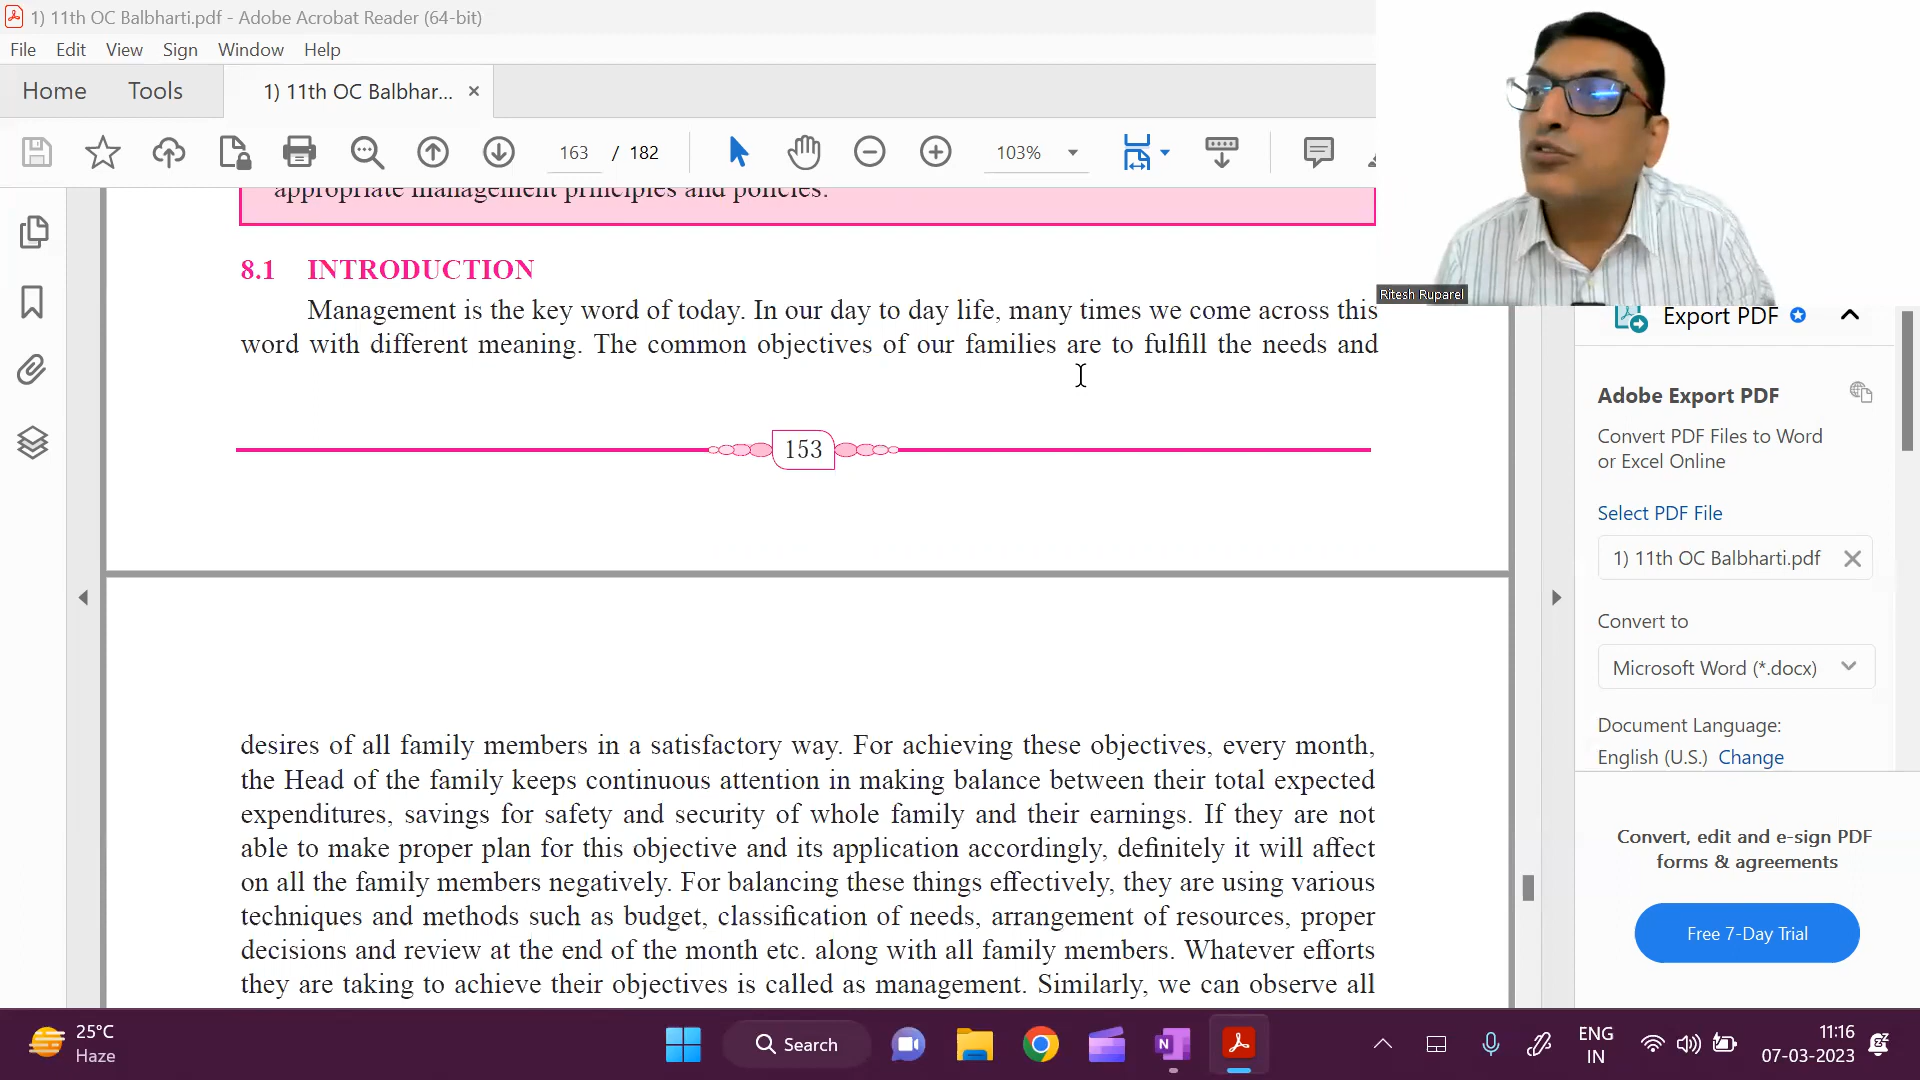 1) 11th OC Balbharti.pdf - Adobe Acrobat Reader (64-bit)
File Edit View Sign Window Help
Home Tools 1) 11th OC Balbhar... ×
163 / 182 103%
appropriate management principles and policies.
8.1 INTRODUCTION
Management is the key word of today. In our day to day life, many times we come across this
word with different meaning. The common objectives of our families are to fulfill the needs and
153
desires of all family members in a satisfactory way. For achieving these objectives, every month,
the Head of the family keeps continuous attention in making balance between their total expected
expenditures, savings for safety and security of whole family and their earnings. If they are not
able to make proper plan for this objective and its application accordingly, definitely it will affect
on all the family members negatively. For balancing these things effectively, they are using various
techniques and methods such as budget, classification of needs, arrangement of resources, proper
decisions and review at the end of the month etc. along with all family members. Whatever efforts
they are taking to achieve their objectives is called as management. Similarly, we can observe all
Ritesh Ruparel
Export PDF
Adobe Export PDF
Convert PDF Files to Word
or Excel Online
Select PDF File
1) 11th OC Balbharti.pdf
Convert to
Microsoft Word (*.docx)
Document Language:
English (U.S.) Change
Convert, edit and e-sign PDF
forms & agreements
Free 7-Day Trial
25°C
Haze
Search
N
ENG
IN
11:16
07-03-2023